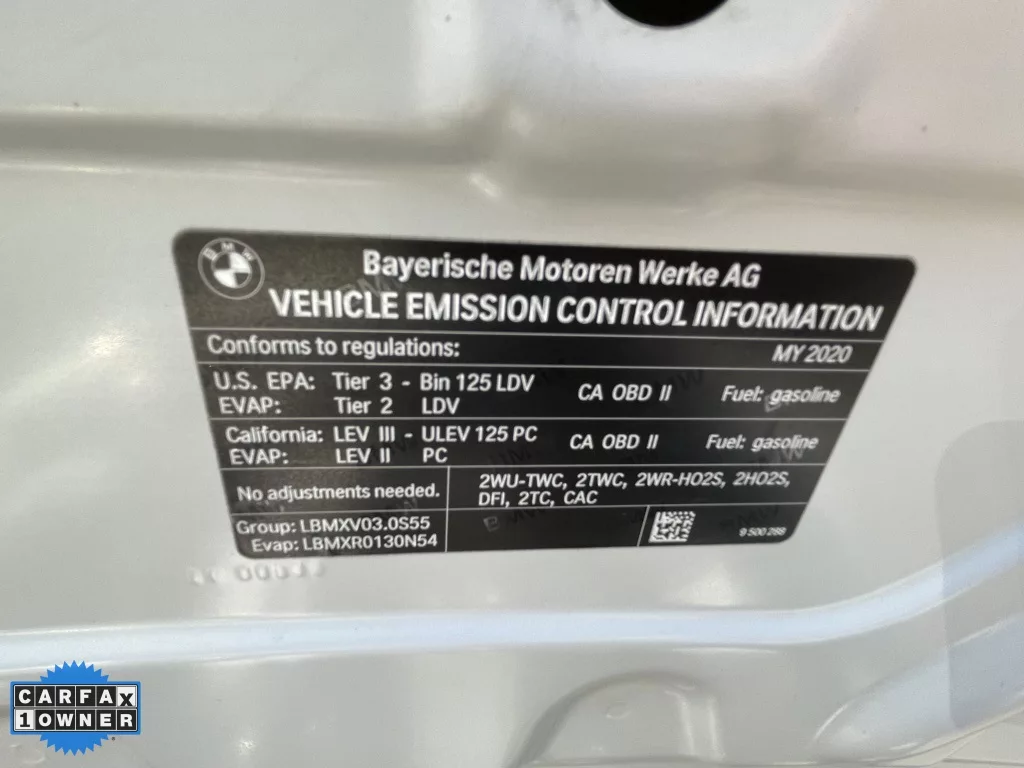 BMW
Bayerische Motoren Werke AG
VEHICLE EMISSION CONTROL INFORMATION
Conforms to regulations: MY 2020
U.S. EPA: Tier 3 - Bin 125 LDV CA OBD II Fuel: gasoline
EVAP: Tier 2 LDV
California: LEV III - ULEV 125 PC CA OBD II Fuel: gasoline
EVAP: LEV II PC
No adjustments needed. 2WU-TWC, 2TWC, 2WR-HO2S, 2HO2S,
DFI, 2TC, CAC
Group: LBMXV03.0S55
Evap: LBMXR0130N54
9 500 288
CARFAX
1 OWNER